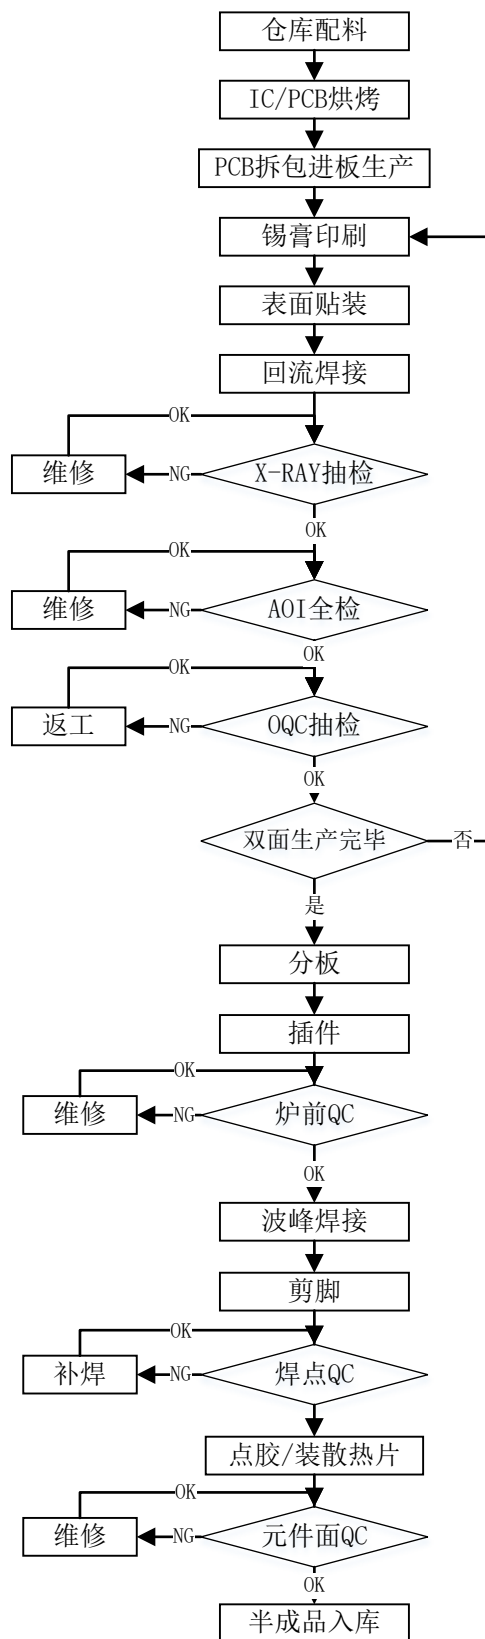 仓库配料
IC/PCB烘烤
PCB拆包进板生产
锡膏印刷
表面贴装
回流焊接
OK
维修
NG
X-RAY抽检
OK
OK
维修
NG
AOI全检
OK
OK
返工
NG
OQC抽检
OK
双面生产完毕
否
是
分板
插件
OK
维修
NG
炉前QC
OK
波峰焊接
剪脚
OK
补焊
NG
焊点QC
点胶/装散热片
OK
维修
NG
元件面QC
OK
半成品入库